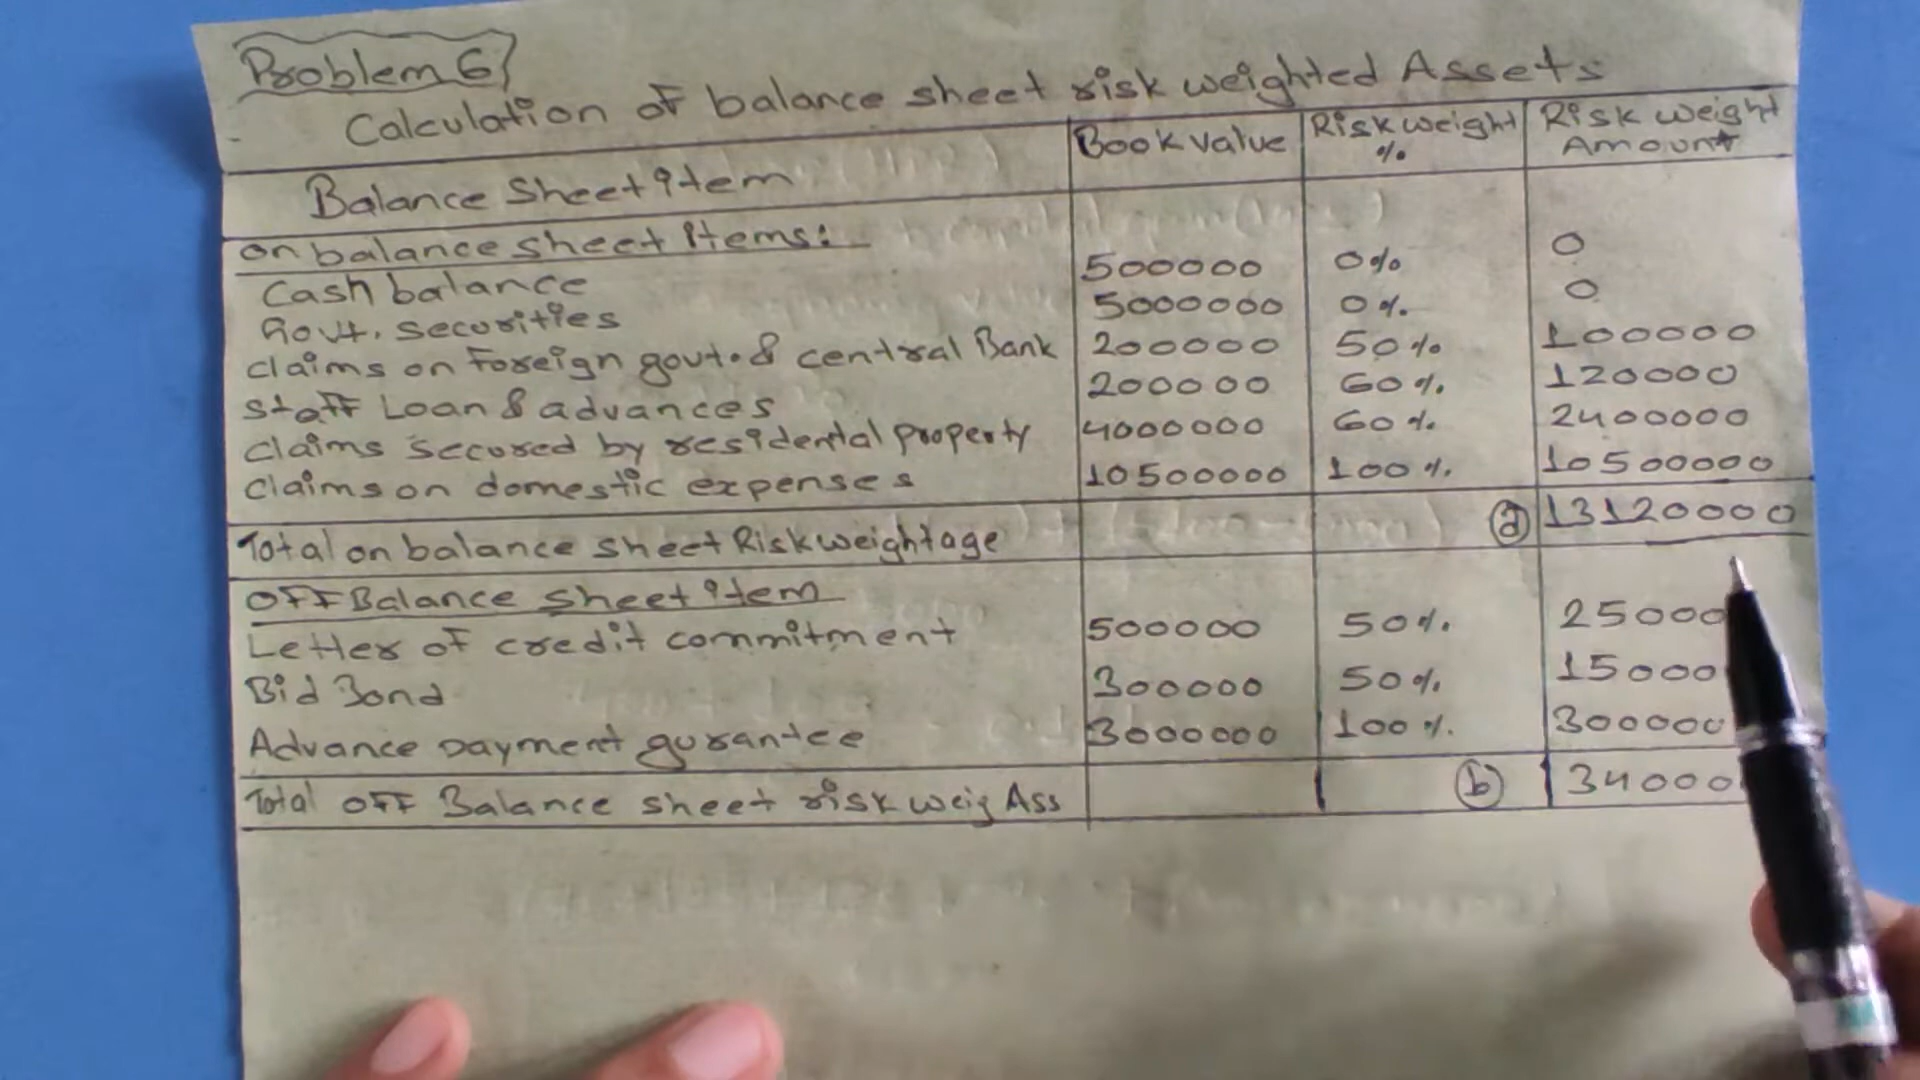 Problem 6
Calculation of balance sheet risk weighted Assets
Balance Sheet item Book value Risk weight % Risk weight Amount
on balance sheet items:
Cash balance 500000 0% 0
Govt. securities 5000000 0% 0
claims on foreign govt. & central Bank 200000 50% 100000
staff Loan & advances 200000 60% 120000
claims secured by residental property 4000000 60% 2400000
claims on domestic expenses 10500000 100% 10500000
Total on balance sheet Risk weightage (a) 13120000
OFF Balance sheet item
Letter of credit commitment 500000 50% 25000
Bid Bond 300000 50% 15000
Advance payment gurantee 3000000 100% 300000
Total OFF Balance sheet risk weig Ass (b) 34000